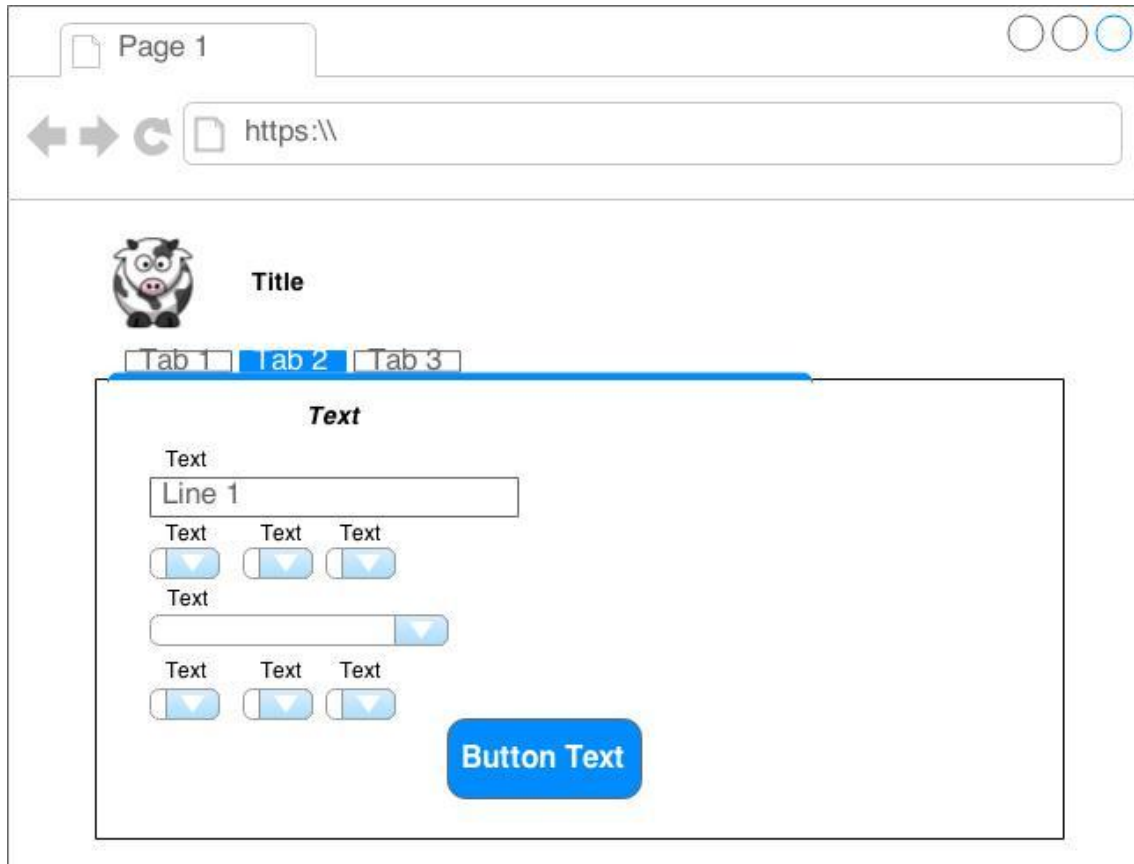 Page 1
https:\\
Title
Tab 1 Tab 2 Tab 3
Text
Text
Line 1
Text Text Text
Text
Text Text Text
Button Text